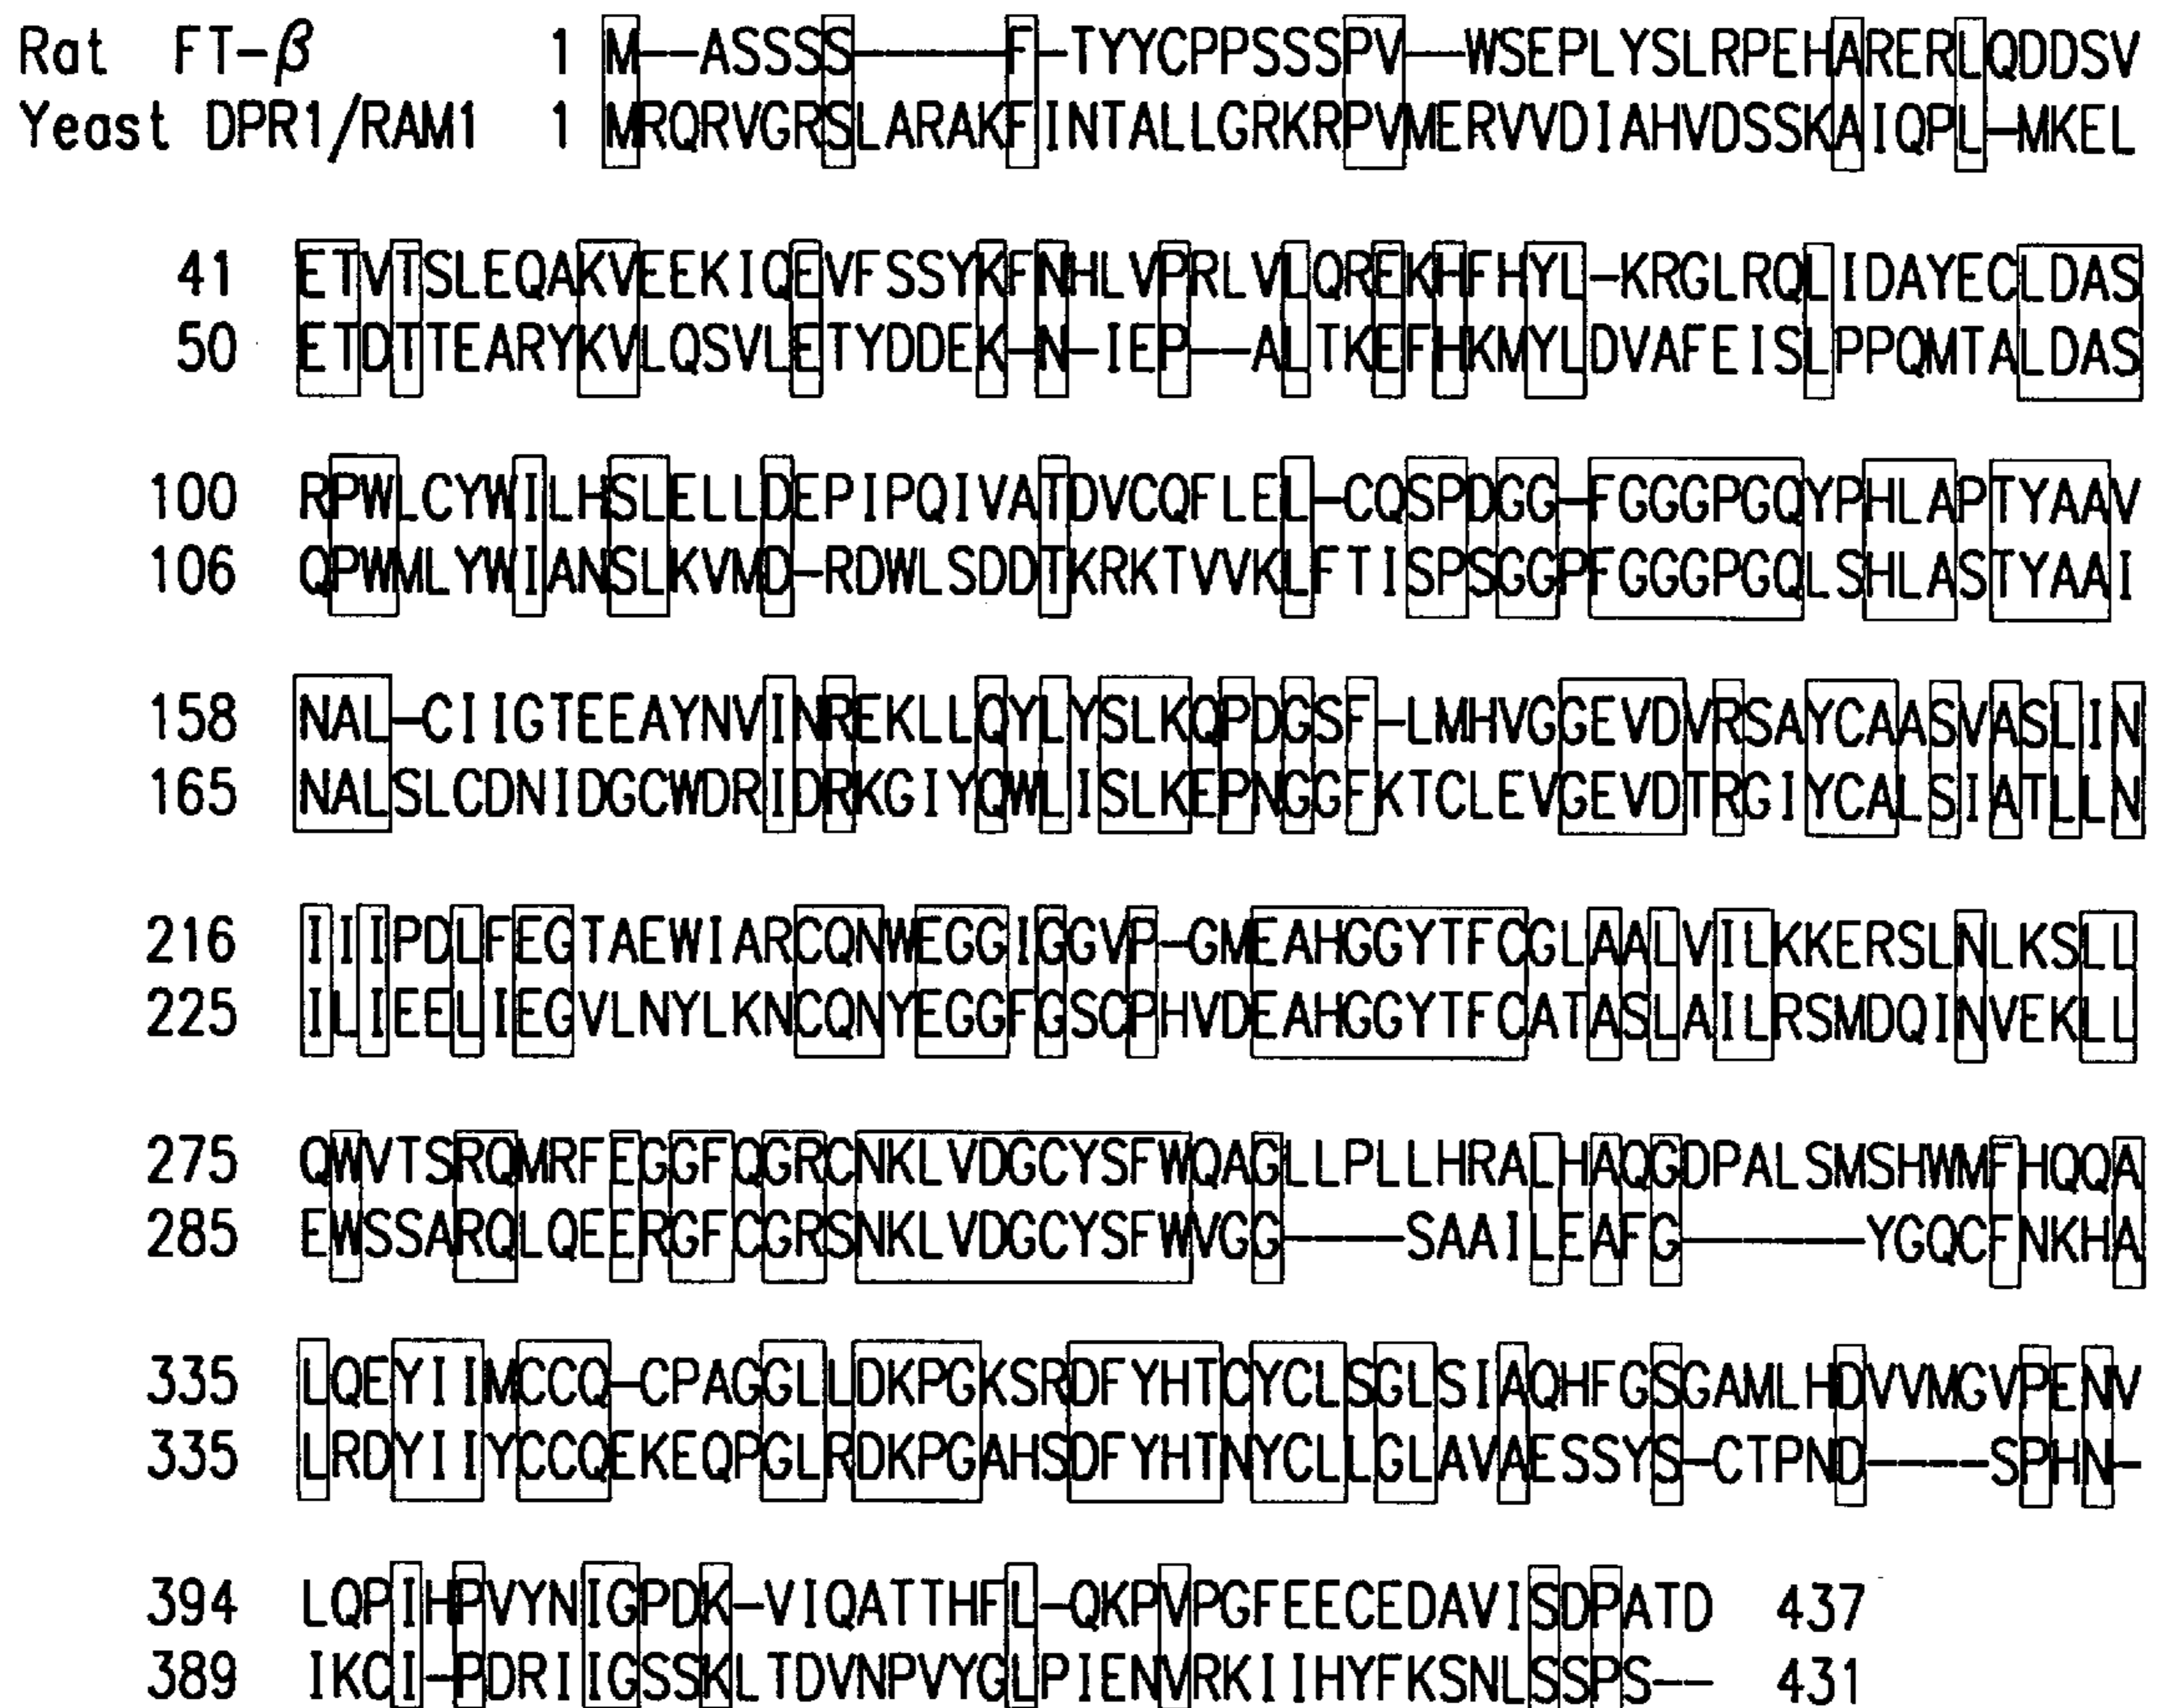 Rat FT-β 1 M--ASSSS-----F-TYYCPPSSSPV--WSEPLYSLRPEHARERLQDDSV
Yeast DPR1/RAM1 1 MRQRVGRSLARAKFINTALLGRKRPVMERVVDIAHVDSSKAIQPL-MKEL
41 ETVTSLEQAKVEEKIQEVFSSYKFNHLVPRLVLQREKHFHYL-KRGLRQLIDAYECLDAS
50 ETDTTEARYKVLQSVLETYDDEK-N-IEP--ALTKEFHKMYLDVAFEISLPPQMTALDAS
100 RPWLCYWILHSLELLDEPIPQIVATDVCQFLEL-CQSPDGG-FGGGPGQYPHLAPTYAAV
106 QPWMLYWIANSLKVMD-RDWLSDDTKRKTVVKLFTISPSGGPFGGGPGQLSHLASTYAAI
158 NAL-CIIGTEEAYNVINREKLLQYLYSLKQPDGSF-LMHVGGEVDVRSAYCAASVASLIN
165 NALSLCDNIDGCWDRIDRKGIYQWLISLKEPNGGFKTCLEVGEVDTRGIYCALSIATLLN
216 IIIPDLFEGTAEWIARCQNWEGGIGGVP-GMEAHGGYTFCGLAALVILKKERSLNLKSLL
225 ILIEELIEGVLNYLKNCQNYEGGFGSCPHVDEAHGGYTFCATASLAILRSMDQINVEKLL
275 QWVTSRQMRFEGGFQGRCNKLVDGCYSFWQAGLLPLLHRALHAQGDPALSMSHWMFHQQA
285 EWSSARQLQEERGFCGRSNKLVDGCYSFWVGG----SAAILEAFG------YGQCFNKHA
335 LQEYIIMCCQ-CPAGGLLDKPGKSRDFYHTCYCLSGLSIAQHFGSGAMLHDVVMGVPENV
335 LRDYIIYCCQEKEQPGLRDKPGAHSDFYHTNYCLLGLAVAESSYS-CTPND----SPHN-
394 LQPIHPVYNIGPDK-VIQATTHFL-QKPVPGFEECEDAVISDPATD 437
389 IKCI-PDRIIGSSKLTDVNPVYGLPIENVRKIIHYFKSNLSSPS-- 431